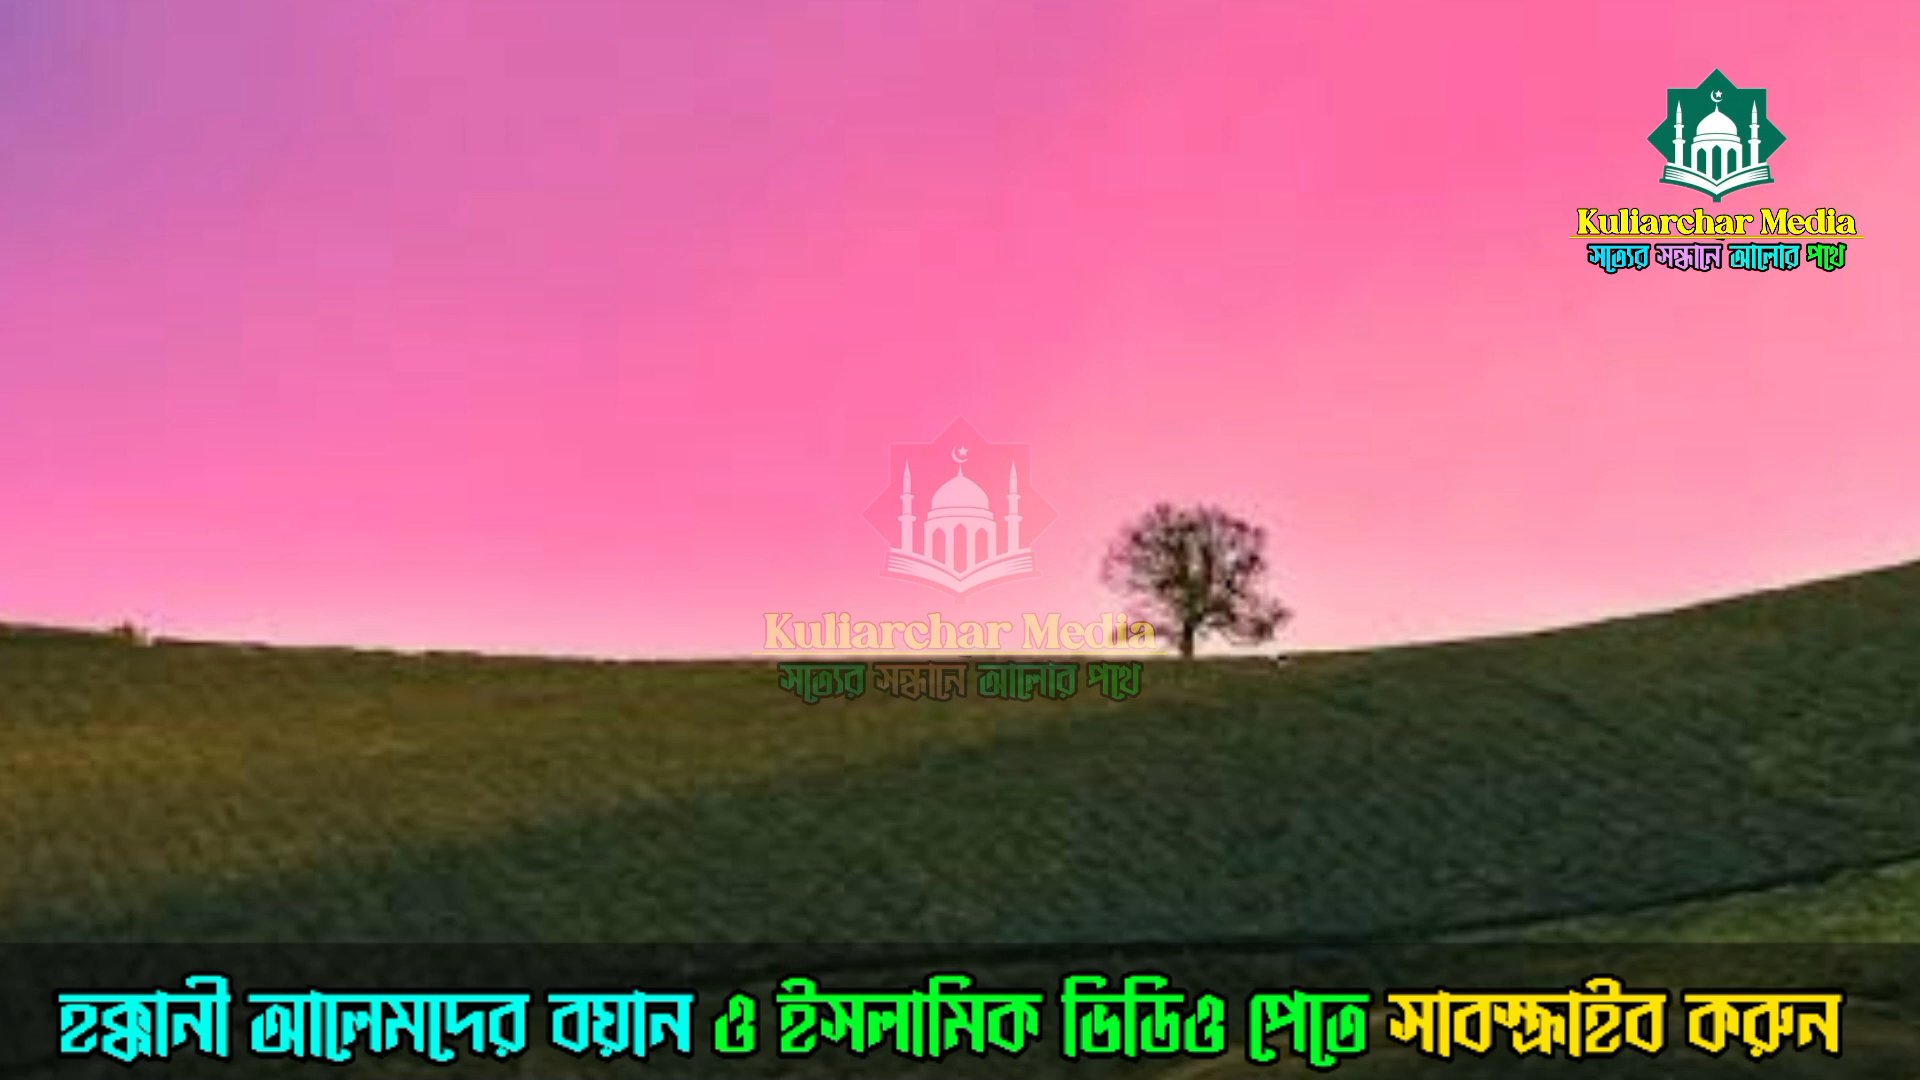 Kuliarchar Media
সত্যের সন্ধানে আলোর পথে
Kuliarchar Media
সত্যের সন্ধানে আলোর পথে
হক্কানী আলেমদের বয়ান ও ইসলামিক ভিডিও পেতে সাবস্ক্রাইব করুন